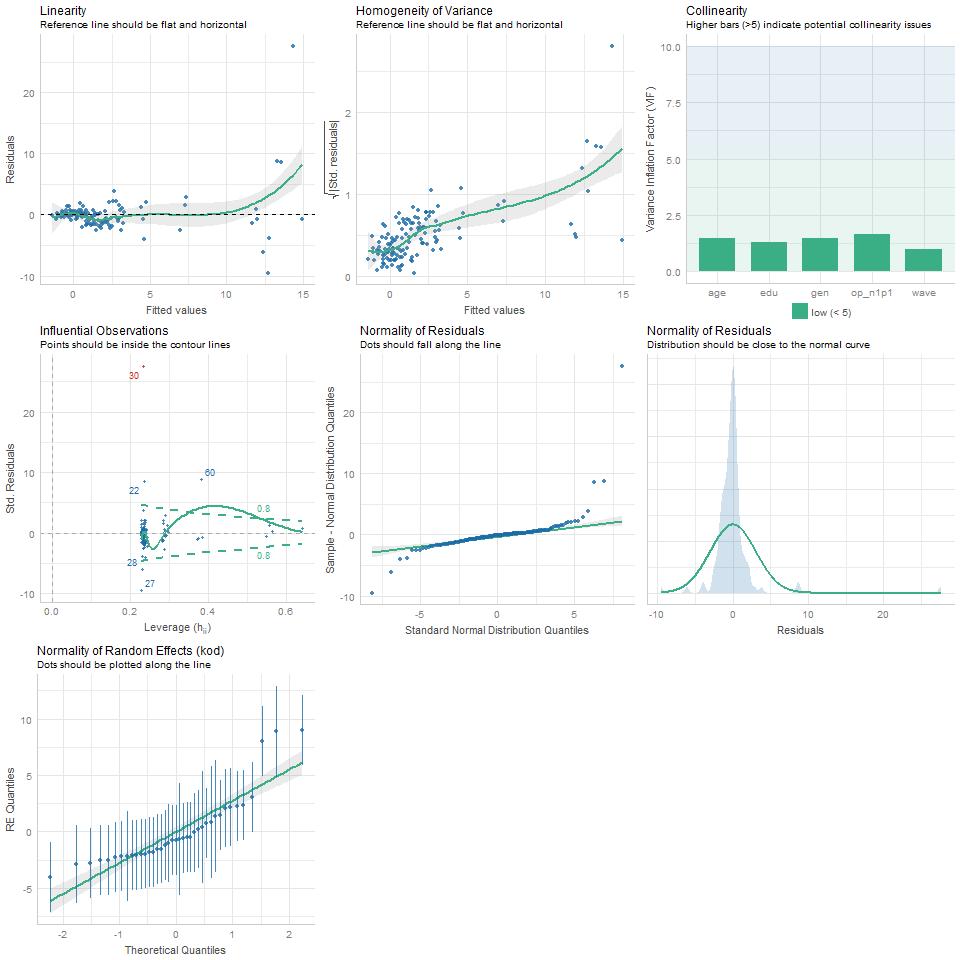 Linearity
Reference line should be flat and horizontal
Residuals
20
10
0
-10
0
5
10
15
Fitted values
Homogeneity of Variance
Reference line should be flat and horizontal
√|Std. residuals|
2
1
0
0
5
10
15
Fitted values
Collinearity
Higher bars (>5) indicate potential collinearity issues
Variance Inflation Factor (VIF)
10.0
7.5
5.0
2.5
0.0
age
edu
gen
op_n1p1
wave
low (< 5)
Influential Observations
Points should be inside the contour lines
Std. Residuals
20
10
0
-10
30
22
60
28
27
0.8
0.8
0.0
0.2
0.4
0.6
Leverage (hii)
Normality of Residuals
Dots should fall along the line
Sample - Normal Distribution Quantiles
20
10
0
-10
-5
0
5
Standard Normal Distribution Quantiles
Normality of Residuals
Distribution should be close to the normal curve
-10
0
10
20
Residuals
Normality of Random Effects (kod)
Dots should be plotted along the line
RE Quantiles
10
5
0
-5
-2
-1
0
1
2
Theoretical Quantiles